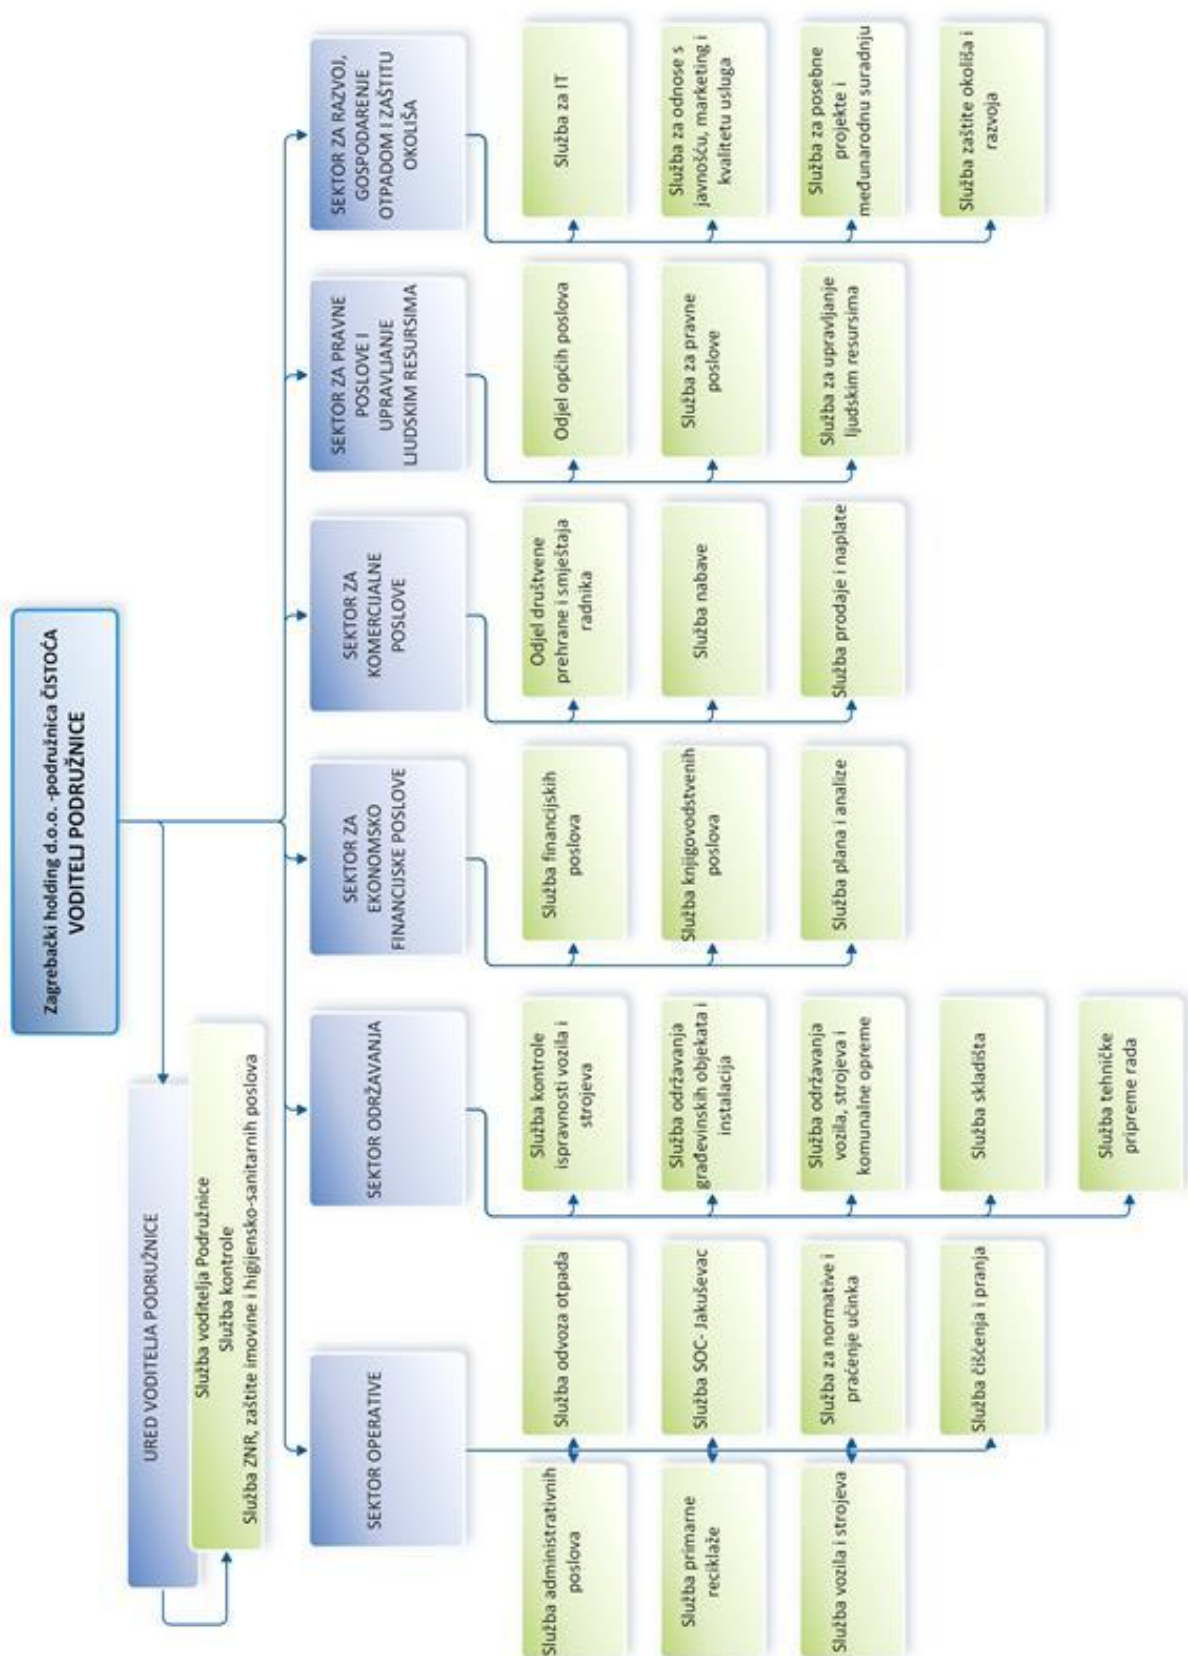 Zagrebački holding d.o.o. -podružnica ČISTOĆA
VODITELJ PODRUŽNICE
URED VODITELJA PODRUŽNICE
Služba voditelja Podružnice
Služba kontrole
Služba ZNR, zaštite imovine i higijensko-sanitarnih poslova
SEKTOR OPERATIVE
Služba administrativnih
poslova
Služba primarne
reciklaže
Služba vozila i strojeva
Služba odvoza otpada
Služba SOC- Jakuševac
Služba za normative i
praćenje učinka
Služba čišćenja i pranja
SEKTOR ODRŽAVANJA
Služba kontrole
ispravnosti vozila i
strojeva
Služba održavanja
građevinskih objekata i
instalacija
Služba održavanja
vozila, strojeva i
komunalne opreme
Služba skladišta
Služba tehničke
pripreme rada
SEKTOR ZA
EKONOMSKO
FINANCIJSKE POSLOVE
Služba financijskih
poslova
Služba knjigovodstvenih
poslova
Služba plana i analize
SEKTOR ZA
KOMERCIJALNE
POSLOVE
Odjel društvene
prehrane i smještaja
radnika
Služba nabave
Služba prodaje i naplate
SEKTOR ZA PRAVNE
POSLOVE I
UPRAVLJANJE
LJUDSKIM RESURSIMA
Odjel općih poslova
Služba za pravne
poslove
Služba za upravljanje
ljudskim resursima
SEKTOR ZA RAZVOJ,
GOSPODARENJE
OTPADOM I ZAŠTITU
OKOLIŠA
Služba za IT
Služba za odnose s
javnošću, marketing i
kvalitetu usluga
Služba za posebne
projekte i
međunarodnu suradnju
Služba zaštite okoliša i
razvoja